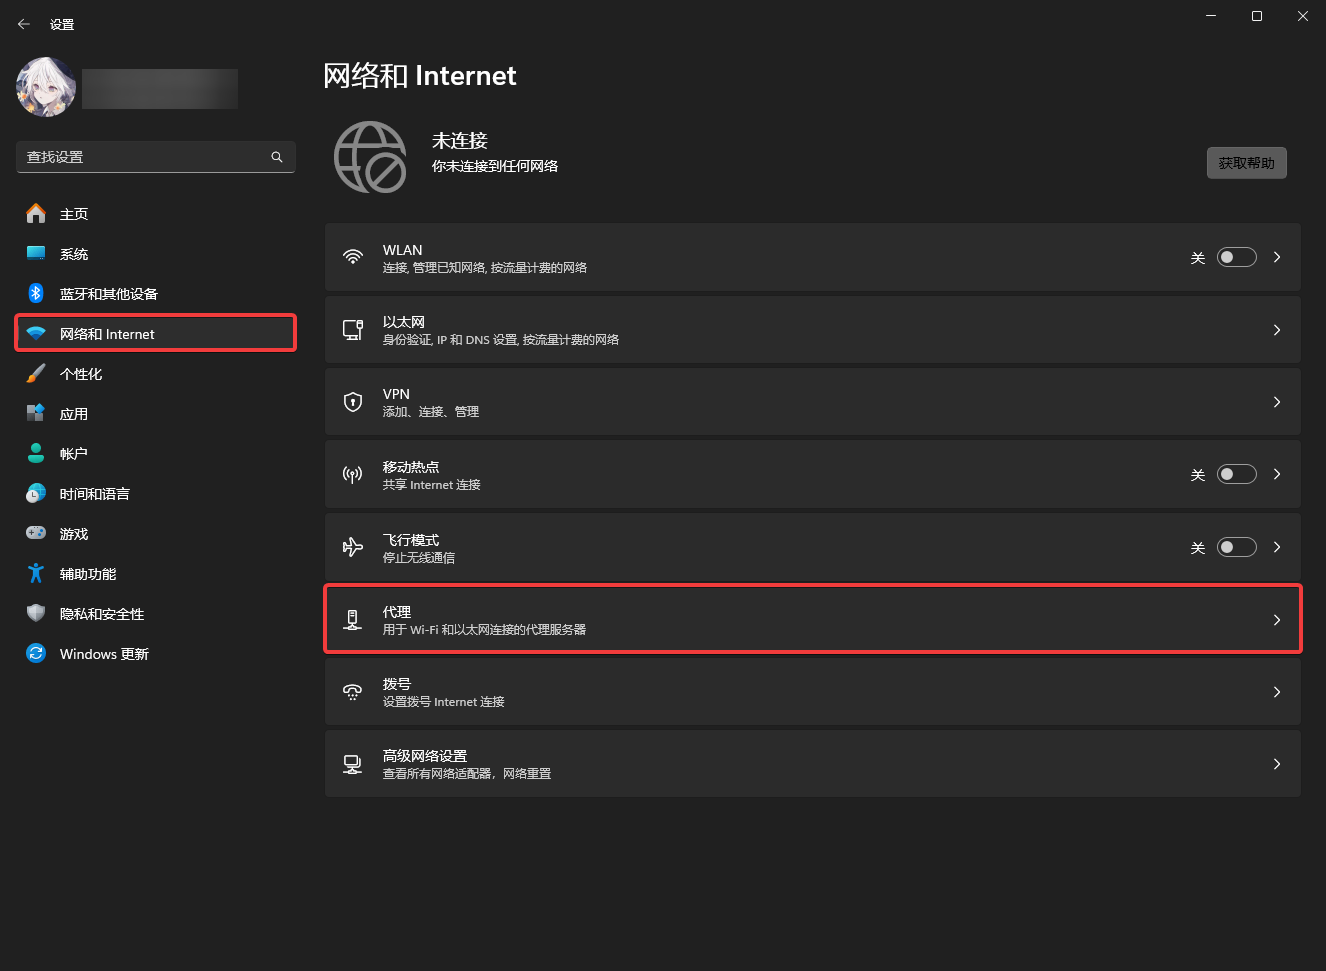 设置
查找设置
主页
系统
蓝牙和其他设备
网络和 Internet
个性化
应用
帐户
时间和语言
游戏
辅助功能
隐私和安全性
Windows 更新
网络和 Internet
未连接
你未连接到任何网络
获取帮助
WLAN
连接, 管理已知网络, 按流量计费的网络
关
以太网
身份验证, IP 和 DNS 设置, 按流量计费的网络
VPN
添加、连接、管理
移动热点
共享 Internet 连接
关
飞行模式
停止无线通信
关
代理
用于 Wi-Fi 和以太网连接的代理服务器
拨号
设置拨号 Internet 连接
高级网络设置
查看所有网络适配器，网络重置